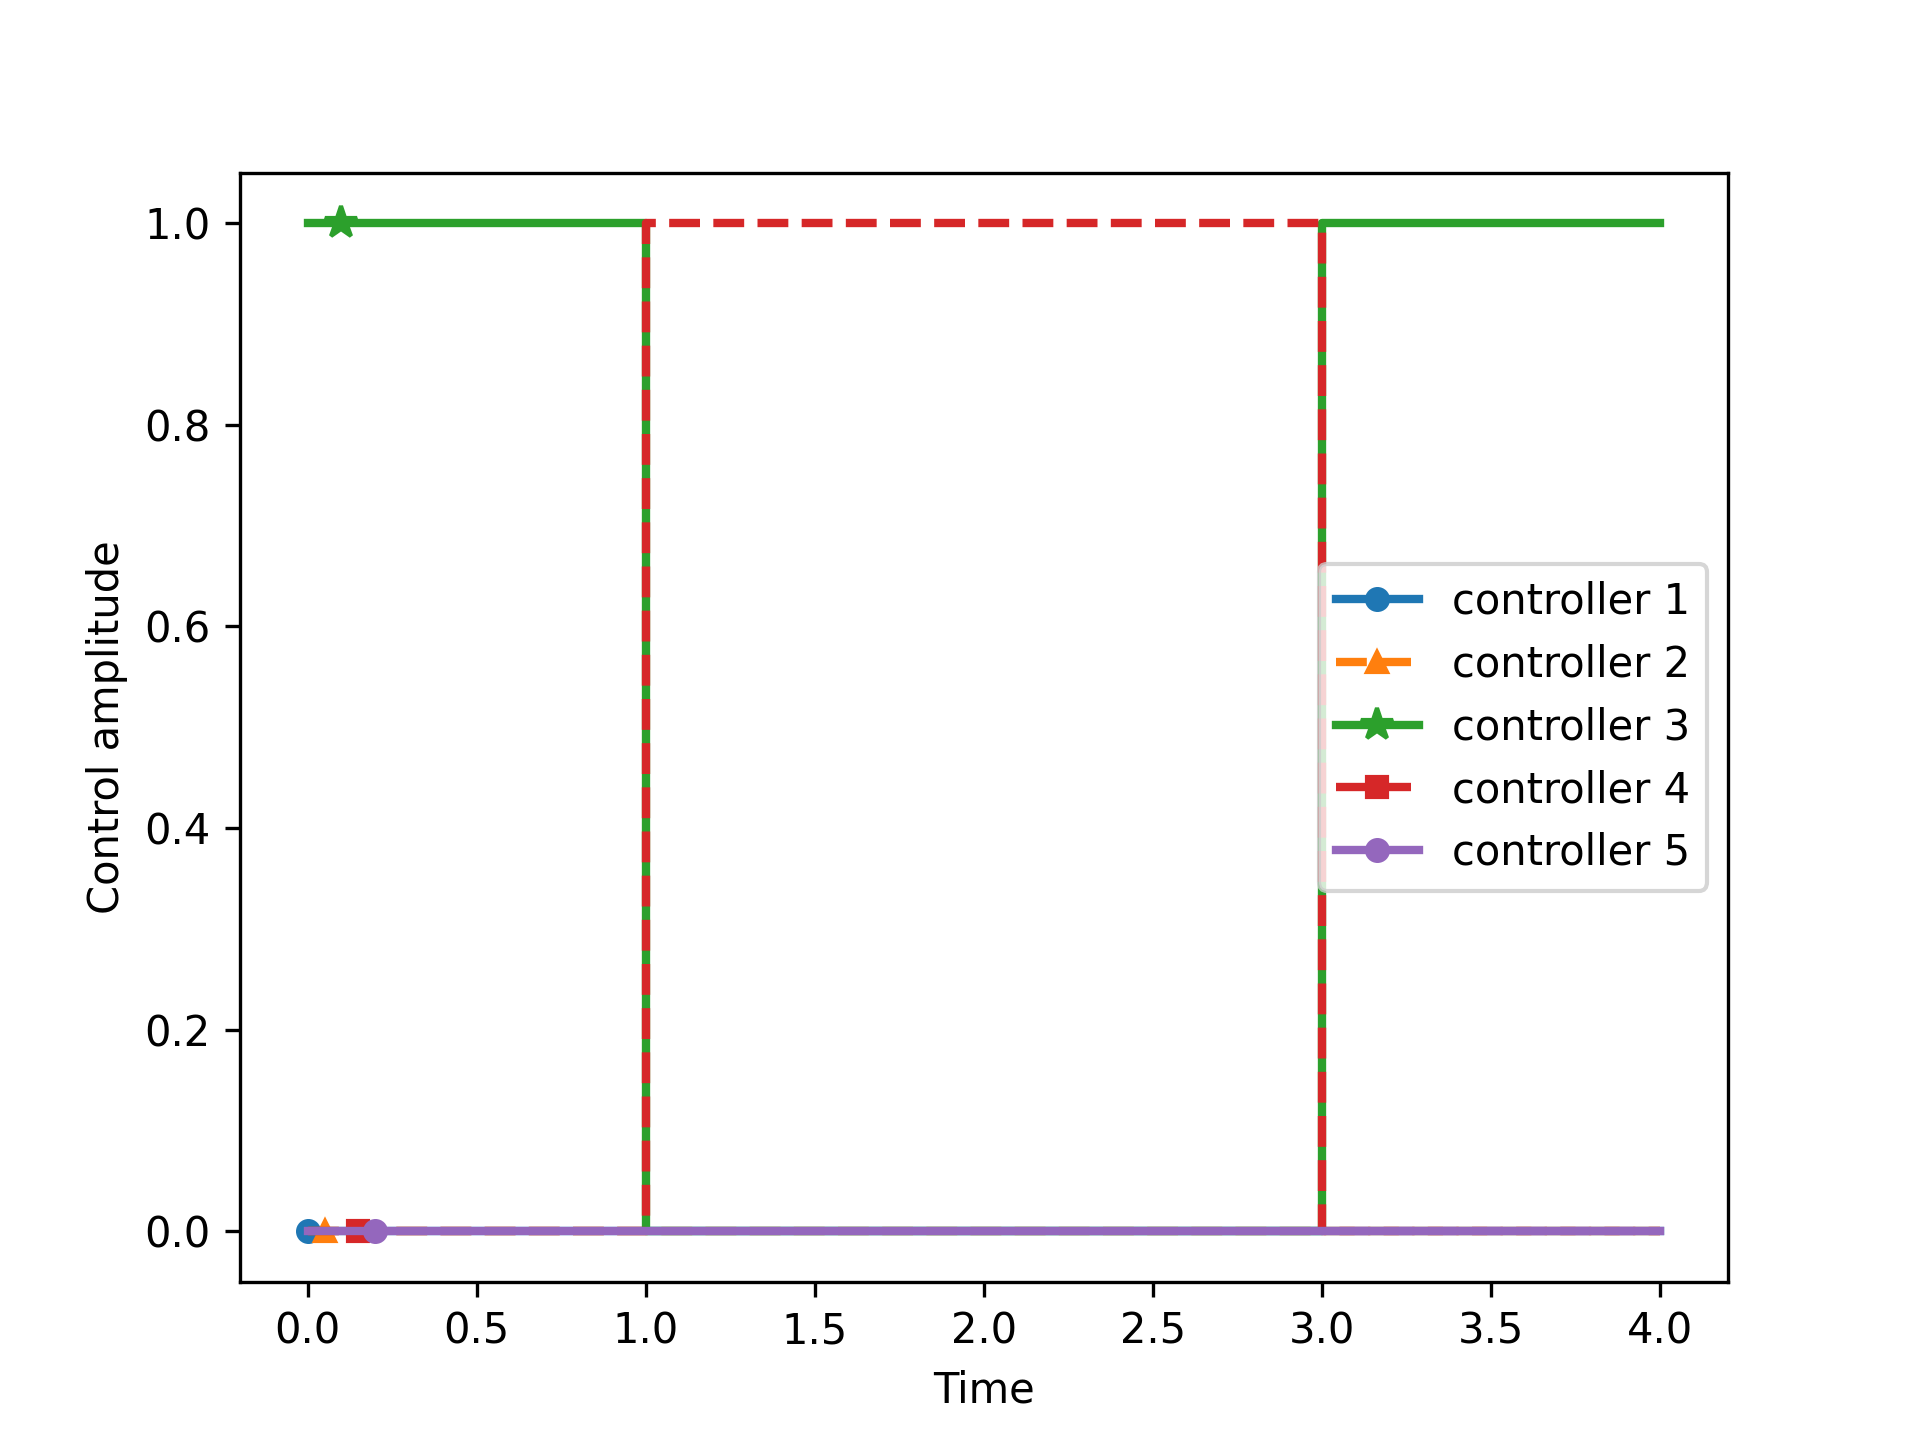 1.0
0.8
0.6
0.4
0.2
0.0
Control amplitude
controller 1
controller 2
controller 3
controller 4
controller 5
0.0 0.5 1.0 1.5 2.0 2.5 3.0 3.5 4.0
Time